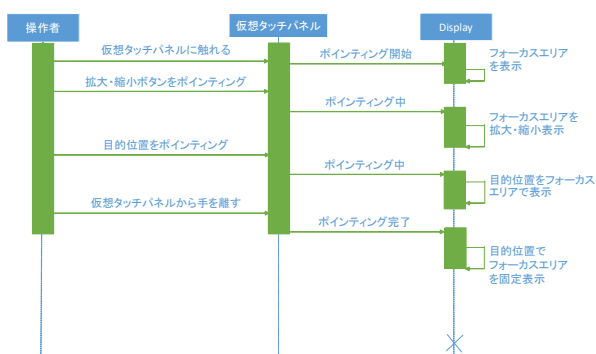 操作者
仮想タッチパネル
Display
仮想タッチパネルに触れる
ポインティング開始
フォーカスエリア
を表示
拡大・縮小ボタンをポインティング
ポインティング中
フォーカスエリアを
拡大・縮小表示
目的位置をポインティング
ポインティング中
目的位置をフォーカス
エリアで表示
仮想タッチパネルから手を離す
ポインティング完了
目的位置で
フォーカスエリア
を固定表示